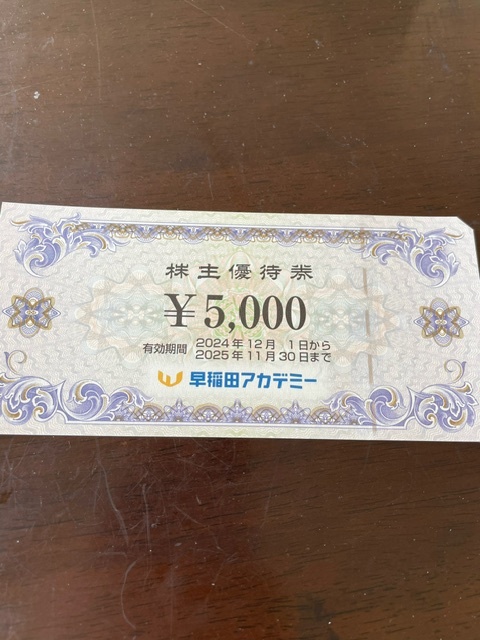 株主優待券
￥5,000
有効期間 2024年12月 1日から
2025年11月30日まで
早稲田アカデミー